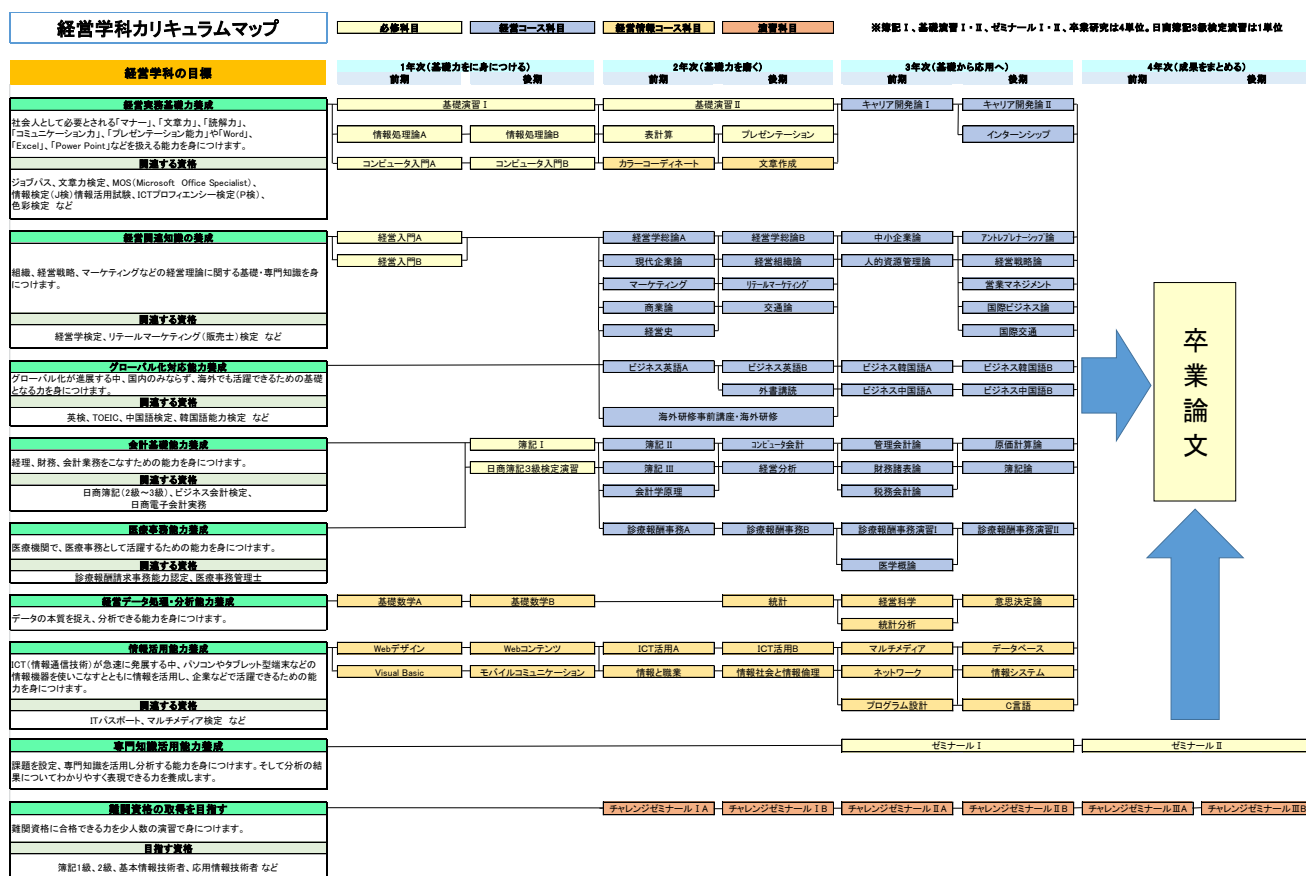 経営学科カリキュラムマップ
必修科目
経営コース科目
経営情報コース科目
演習科目
※簿記Ⅰ、基礎演習Ⅰ・Ⅱ、ゼミナールⅠ・Ⅱ、卒業研究は4単位。日商簿記3級検定演習は1単位
経営学科の目標
1年次(基礎力をに身につける)
前期 後期
2年次(基礎力を磨く)
前期 後期
3年次(基礎から応用へ)
前期 後期
4年次(成果をまとめる)
前期 後期
経営実務基礎力養成
社会人として必要とされる「マナー」、「文章力」、「読解力」、
「コミュニケーション力」、「プレゼンテーション能力」や「Word」、
「Excel」、「Power Point」などを扱える能力を身につけます。
関連する資格
ジョブパス、文章力検定、MOS(Microsoft Office Specialist)、
情報検定(J検)情報活用試験、ICTプロフィエンシー検定(P検)、
色彩検定 など
基礎演習Ⅰ 基礎演習Ⅱ キャリア開発論Ⅰ キャリア開発論Ⅱ
情報処理論A 情報処理論B 表計算 プレゼンテーション インターンシップ
コンピュータ入門A コンピュータ入門B カラーコーディネート 文章作成
経営関連知識の養成
組織、経営戦略、マーケティングなどの経営理論に関する基礎・専門知識を身
につけます。
関連する資格
経営学検定、リテールマーケティング(販売士)検定 など
経営入門A 経営学総論A 経営学総論B 中小企業論 アントレプレナーシップ論
経営入門B 現代企業論 経営組織論 人的資源管理論 経営戦略論
マーケティング リテールマーケティング 営業マネジメント
商業論 交通論 国際ビジネス論
経営史 国際交通
グローバル化対応能力養成
グローバル化が進展する中、国内のみならず、海外でも活躍できるための基礎
となる力を身につけます。
関連する資格
英検、TOEIC、中国語検定、韓国語能力検定 など
ビジネス英語A ビジネス英語B ビジネス韓国語A ビジネス韓国語B
外書講読 ビジネス中国語A ビジネス中国語B
海外研修事前講座・海外研修
会計基礎能力養成
経理、財務、会計業務をこなすための能力を身につけます。
関連する資格
日商簿記(2級～3級)、ビジネス会計検定、
日商電子会計実務
簿記Ⅰ 簿記Ⅱ コンピュータ会計 管理会計論 原価計算論
日商簿記3級検定演習 簿記Ⅲ 経営分析 財務諸表論 簿記論
会計学原理 税務会計論
医療事務能力養成
医療機関で、医療事務として活躍するための能力を身につけます。
関連する資格
診療報酬請求事務能力認定、医療事務管理士
診療報酬事務A 診療報酬事務B 診療報酬事務演習Ⅰ 診療報酬事務演習Ⅱ
医学概論
経営データ処理・分析能力養成
データの本質を捉え、分析できる能力を身につけます。
基礎数学A 基礎数学B 統計 経営科学 意思決定論
統計分析
情報活用能力養成
ICT(情報通信技術)が急速に発展する中、パソコンやタブレット型端末などの
情報機器を使いこなすとともに情報を活用し、企業などで活躍できるための能
力を身につけます。
関連する資格
ITパスポート、マルチメディア検定 など
Webデザイン Webコンテンツ ICT活用A ICT活用B マルチメディア データベース
Visual Basic モバイルコミュニケーション 情報と職業 情報社会と情報倫理 ネットワーク 情報システム
プログラム設計 C言語
専門知識活用能力養成
課題を設定、専門知識を活用し分析する能力を身につけます。そして分析の結
果についてわかりやすく表現できる力を養成します。
ゼミナールⅠ ゼミナールⅡ
難関資格の取得を目指す
難関資格に合格できる力を少人数の演習で身につけます。
目指す資格
簿記1級、2級、基本情報技術者、応用情報技術者 など
チャレンジゼミナールⅠA チャレンジゼミナールⅠB チャレンジゼミナールⅡA チャレンジゼミナールⅡB チャレンジゼミナールⅢA チャレンジゼミナールⅢB
卒業論文